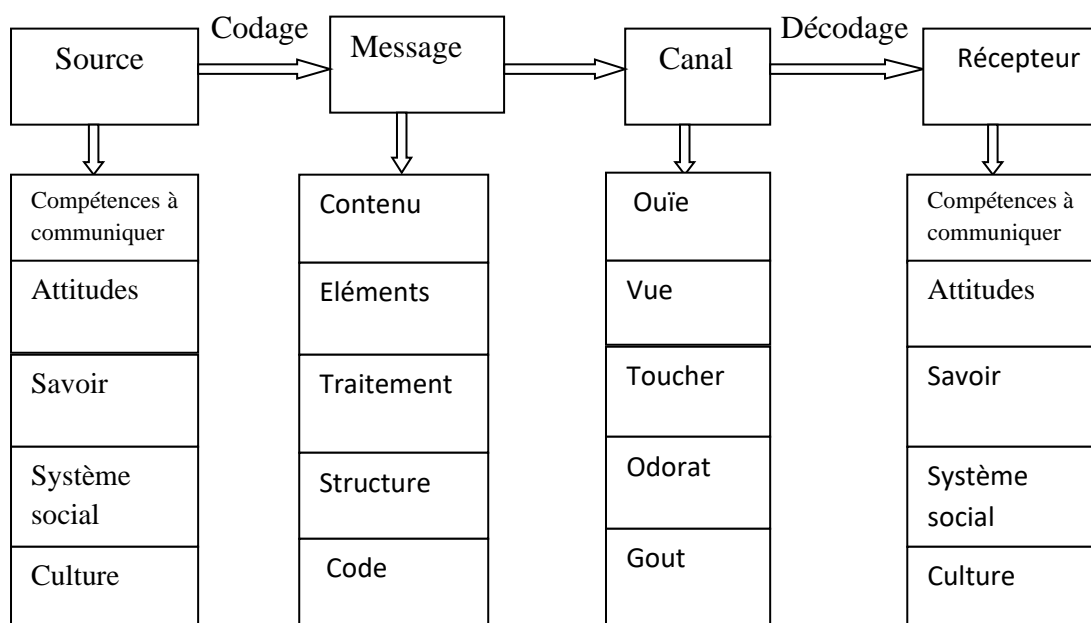 Codage
Décodage
Source
Message
Canal
Récepteur
Compétences à
communiquer
Attitudes
Savoir
Système
social
Culture
Contenu
Eléments
Traitement
Structure
Code
Ouïe
Vue
Toucher
Odorat
Gout
Compétences à
communiquer
Attitudes
Savoir
Système
social
Culture